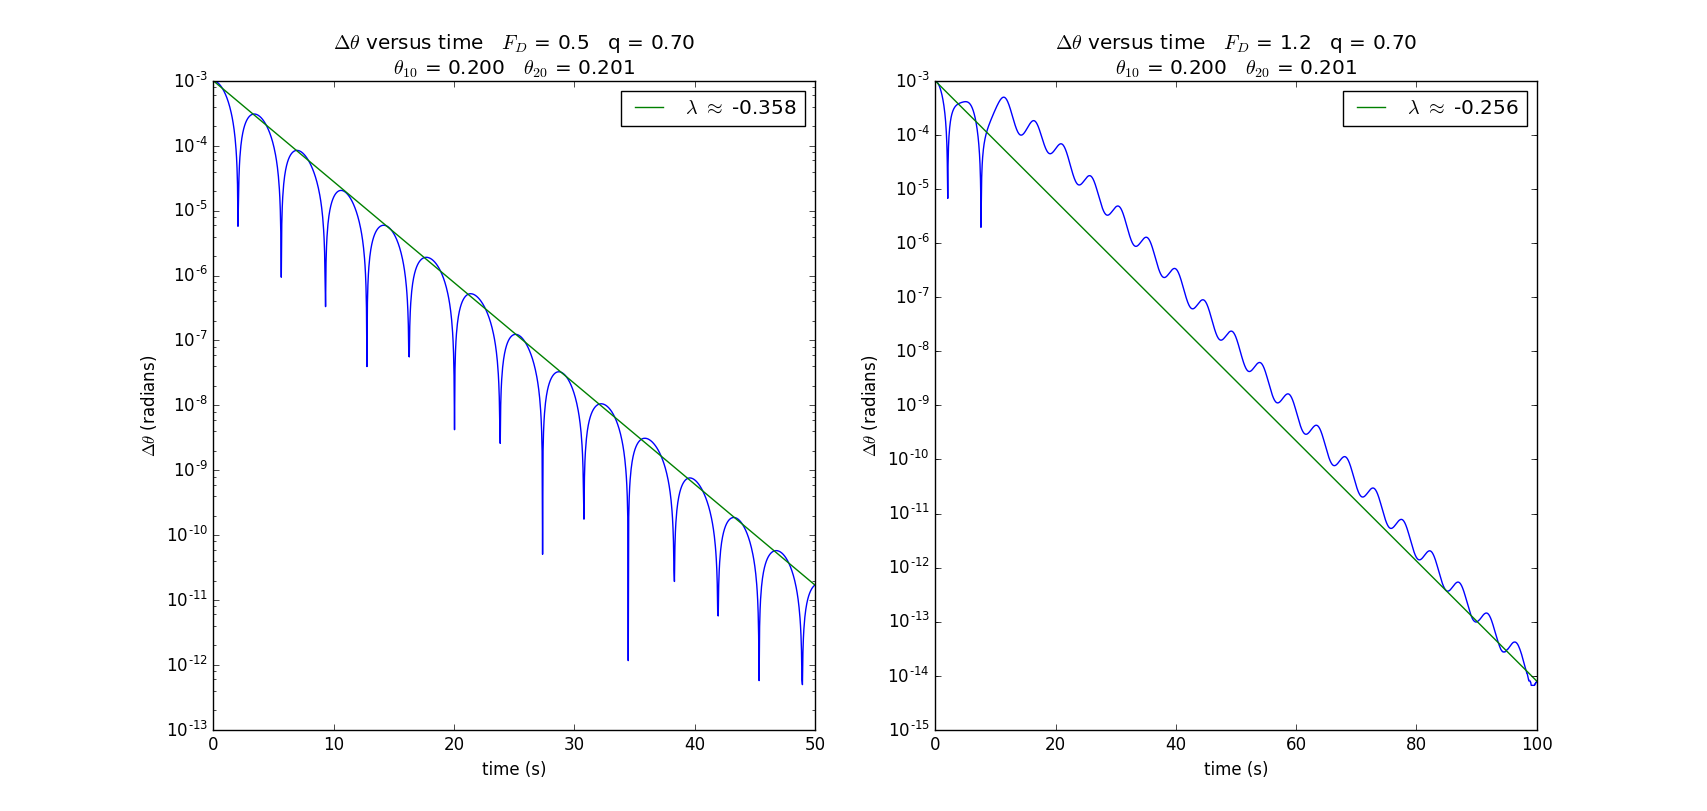 Δθ versus time F_D = 0.5 q = 0.70
θ_10 = 0.200 θ_20 = 0.201
λ ≈ -0.358
10^-3
10^-4
10^-5
10^-6
10^-7
10^-8
10^-9
10^-10
10^-11
10^-12
10^-13
Δθ (radians)
0 10 20 30 40 50
time (s)
Δθ versus time F_D = 1.2 q = 0.70
θ_10 = 0.200 θ_20 = 0.201
λ ≈ -0.256
10^-3
10^-4
10^-5
10^-6
10^-7
10^-8
10^-9
10^-10
10^-11
10^-12
10^-13
10^-14
10^-15
Δθ (radians)
0 20 40 60 80 100
time (s)